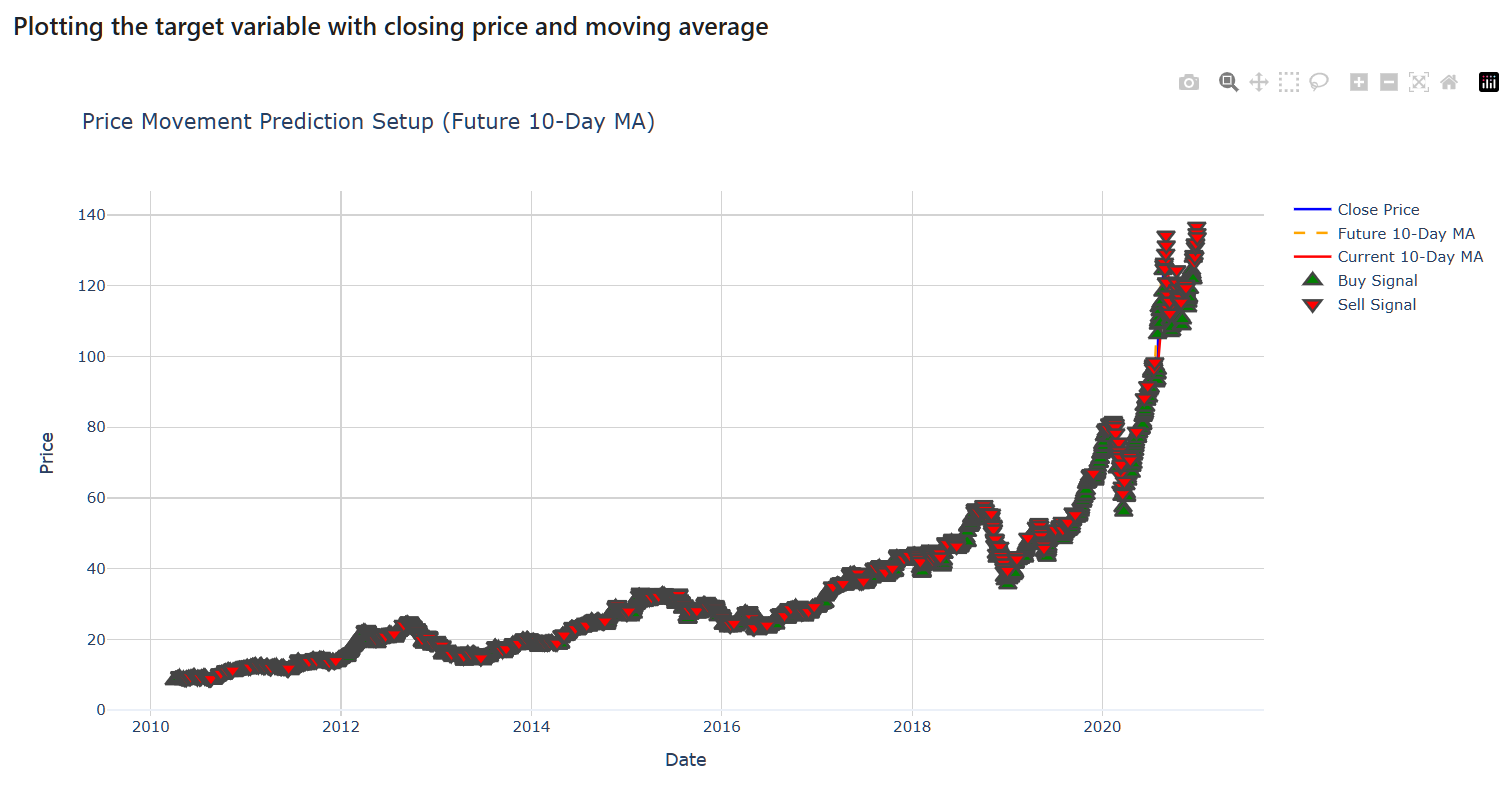 Plotting the target variable with closing price and moving average
Price Movement Prediction Setup (Future 10-Day MA)
140
120
100
80
60
40
20
0
Price
2010
2012
2014
2016
2018
2020
Date
Close Price
Future 10-Day MA
Current 10-Day MA
Buy Signal
Sell Signal